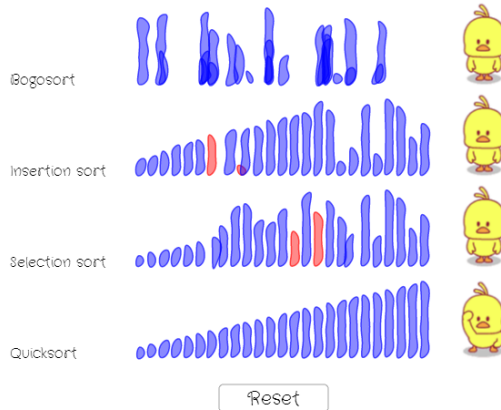 Bogosort
Insertion sort
Selection sort
Quicksort
Reset